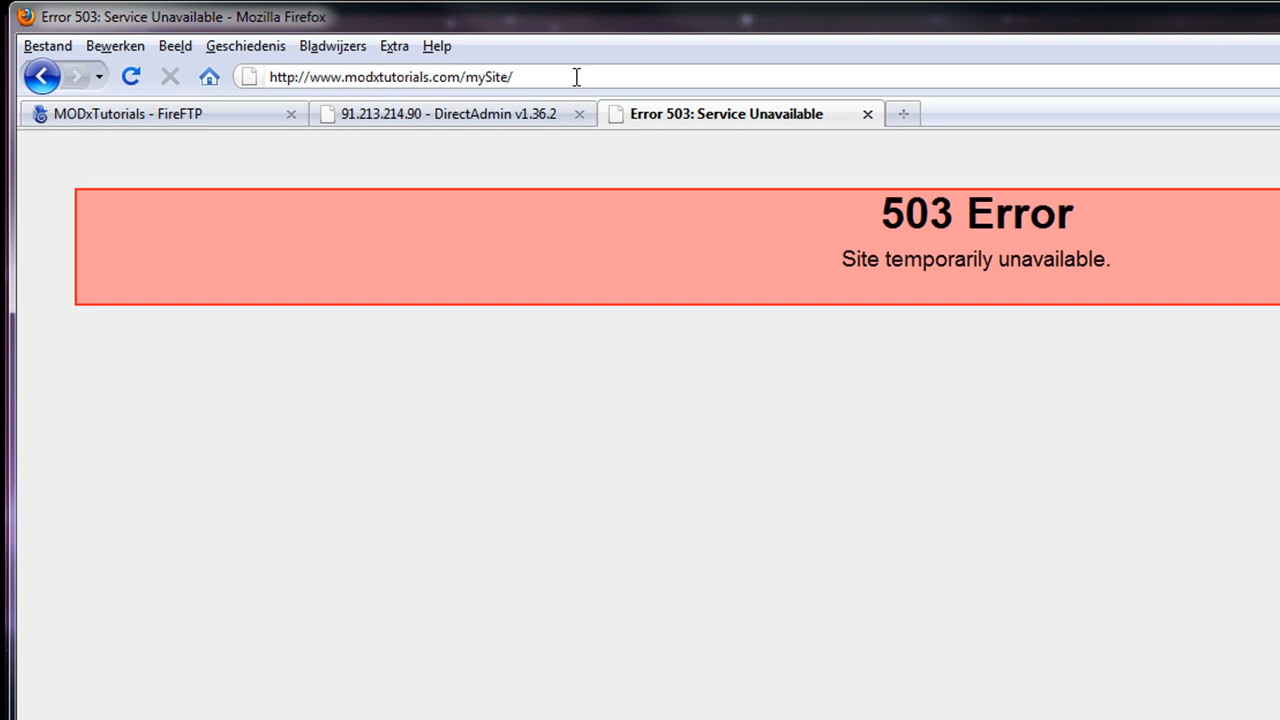 Error 503: Service Unavailable - Mozilla Firefox
Bestand Bewerken Beeld Geschiedenis Bladwijzers Extra Help
http://www.modxtutorials.com/mySite/
MODxTutorials - FireFTP 91.213.214.90 - DirectAdmin v1.36.2 Error 503: Service Unavailable
503 Error
Site temporarily unavailable.